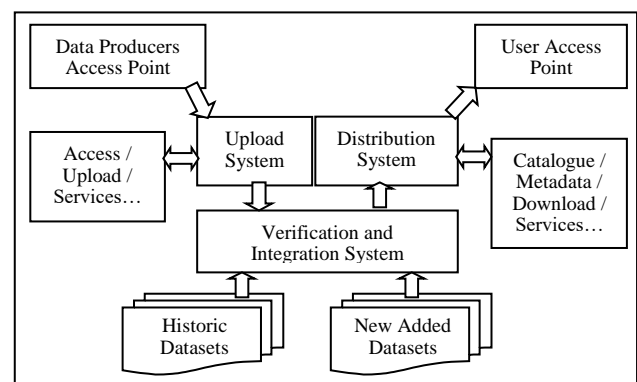 Data Producers
Access Point
User Access
Point
Access /
Upload /
Services…
Upload
System
Distribution
System
Catalogue /
Metadata /
Download /
Services…
Verification and
Integration System
Historic
Datasets
New Added
Datasets